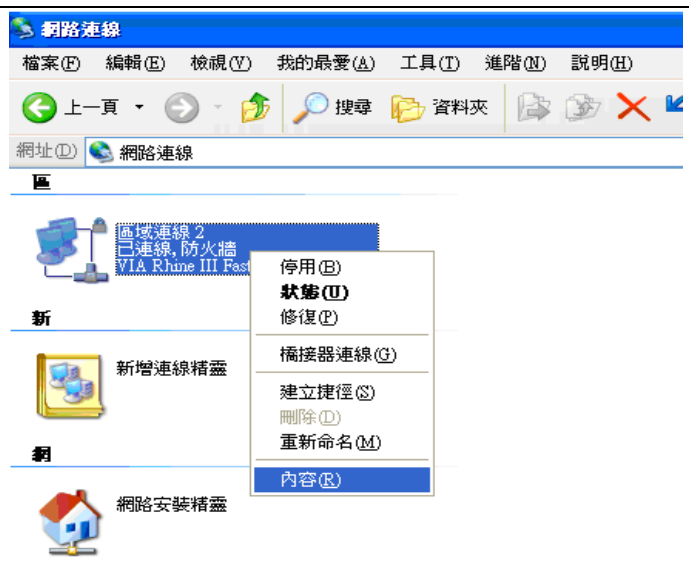 網路連線
檔案(F) 編輯(E) 檢視(V) 我的最愛(A) 工具(T) 進階(N) 說明(H)
上一頁 搜尋 資料夾
網址(D) 網路連線
區
區域連線 2
已連線, 防火牆
VIA Rhine III Fast
停用(B)
狀態(U)
修復(P)
橋接器連線(G)
建立捷徑(S)
刪除(D)
重新命名(M)
內容(R)
新
新增連線精靈
網
網路安裝精靈